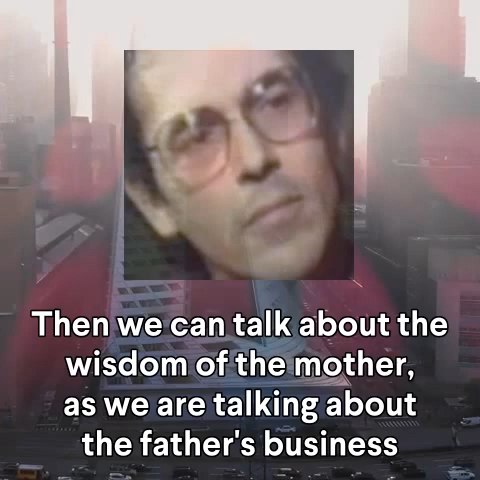 Then we can talk about the
wisdom of the mother,
as we are talking about
the father's business